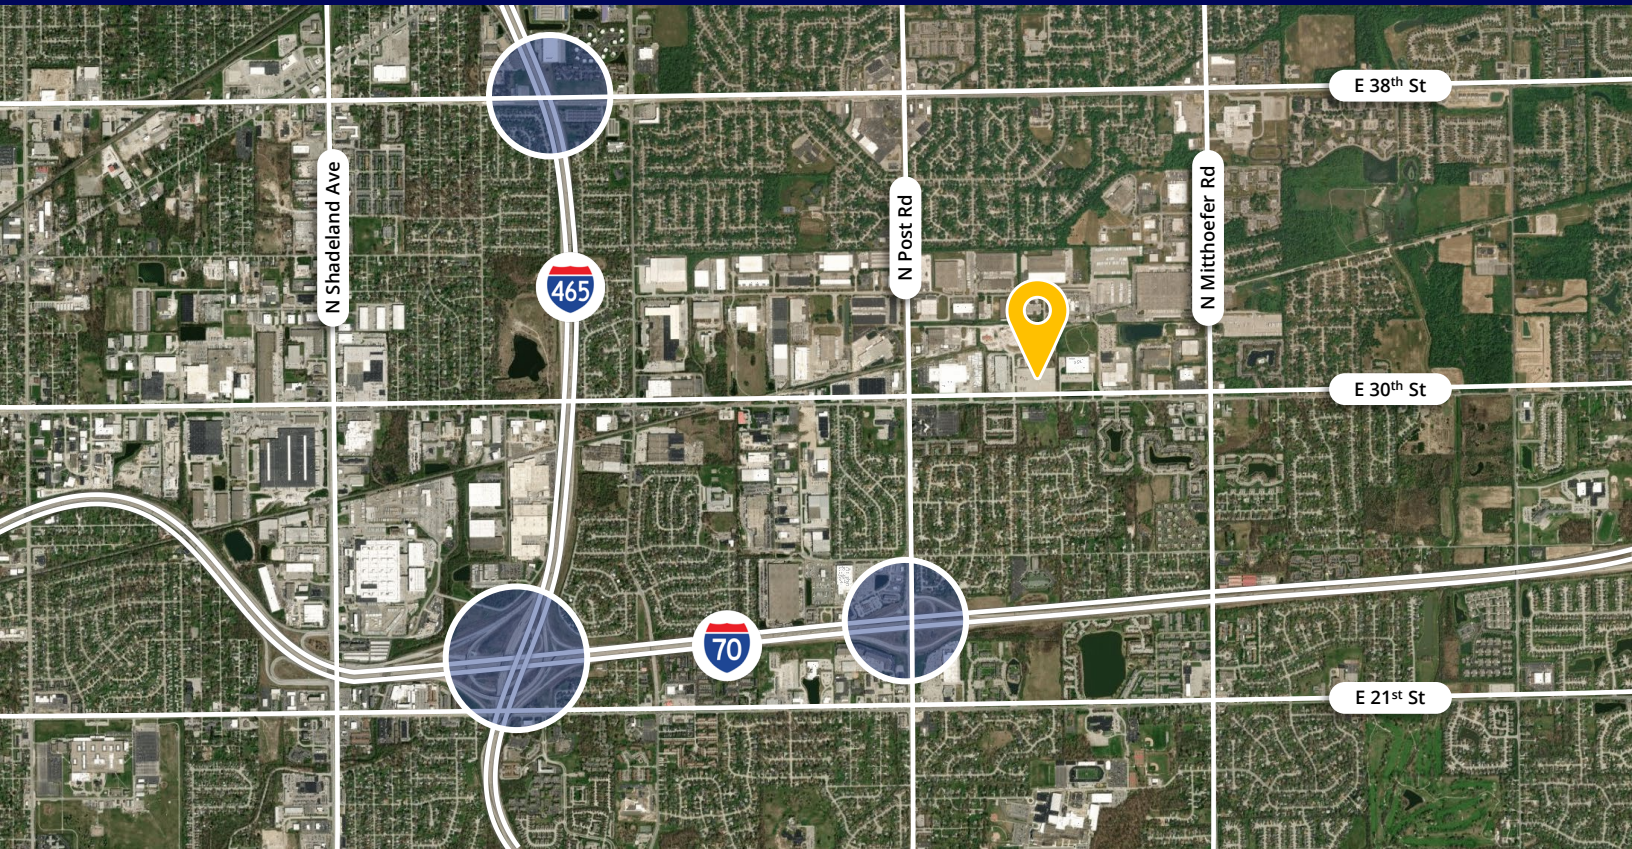 E 38th St
N Shadeland Ave
N Post Rd
N Mitthoefer Rd
465
E 30th St
70
E 21st St